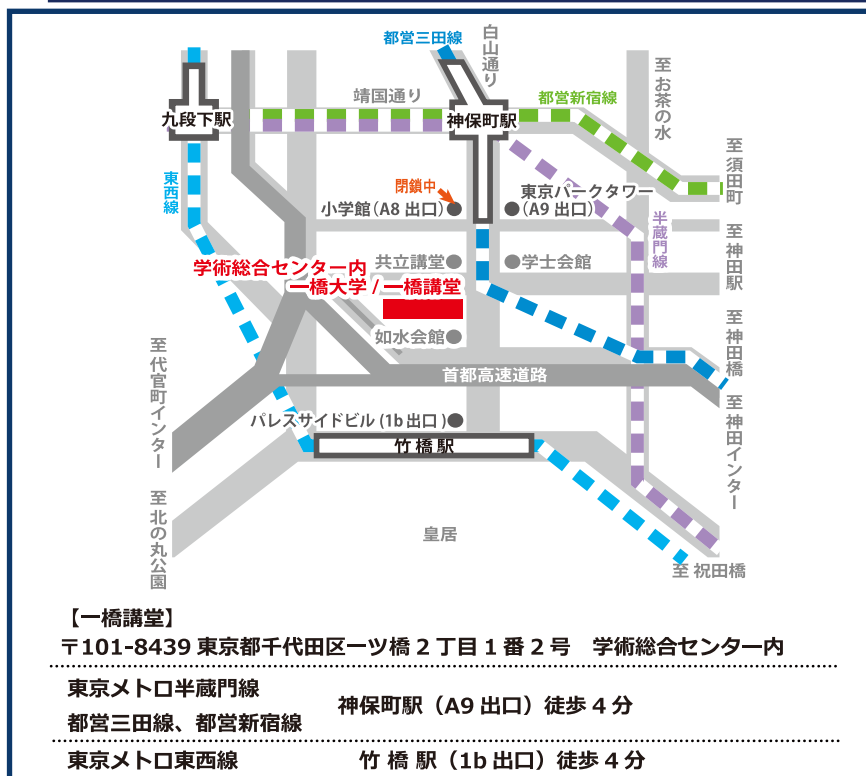 都営三田線
白山通り
至 お茶の水
靖国通り
都営新宿線
九段下駅
神保町駅
至 須田町
東西線
閉鎖中
小学館(A8 出口)
東京パークタワー
(A9 出口)
半蔵門線
至 神田駅
学術総合センター内
一橋大学 / 一橋講堂
共立講堂
学士会館
如水会館
至 神田橋
至 代官町インター
首都高速道路
至 神田インター
パレスサイドビル (1b 出口 )
竹 橋 駅
至 北の丸公園
皇居
至 祝田橋
【一橋講堂】
〒101-8439 東京都千代田区一ツ橋 2 丁目 1 番 2 号　学術総合センター内
東京メトロ半蔵門線
都営三田線、都営新宿線
神保町駅（A9 出口）徒歩 4 分
東京メトロ東西線
竹 橋 駅（1b 出口）徒歩 4 分